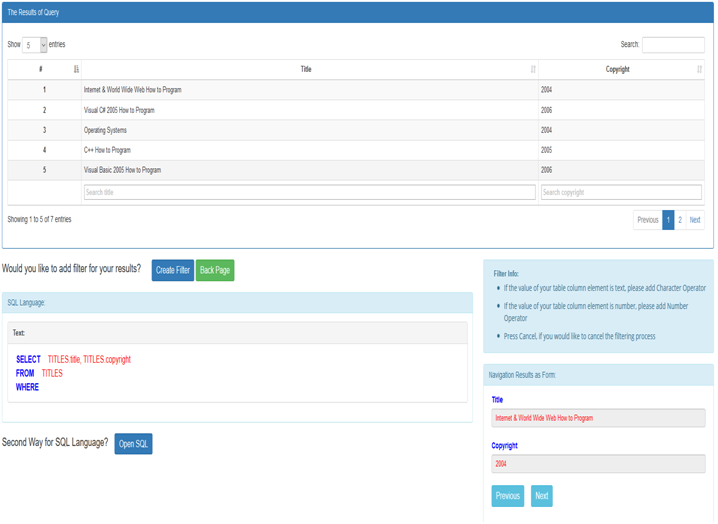 The Results of Query
Show 5 entries
Search:
# Title Copyright
1 Internet & World Wide Web How to Program 2004
2 Visual C# 2005 How to Program 2006
3 Operating Systems 2004
4 C++ How to Program 2005
5 Visual Basic 2005 How to Program 2006
Search title Search copyright
Showing 1 to 5 of 7 entries
Previous 1 2 Next
Would you like to add filter for your results? Create Filter Back Page
SQL Language:
Text:
SELECT TITLES.title, TITLES.copyright
FROM TITLES
WHERE
Second Way for SQL Language? Open SQL
Filter Info:
If the value of your table column element is text, please add Character Operator
If the value of your table column element is number, please add Number
Operator
Press Cancel, if you would like to cancel the filtering process
Navigation Results as Form:
Title
Internet & World Wide Web How to Program
Copyright
2004
Previous Next